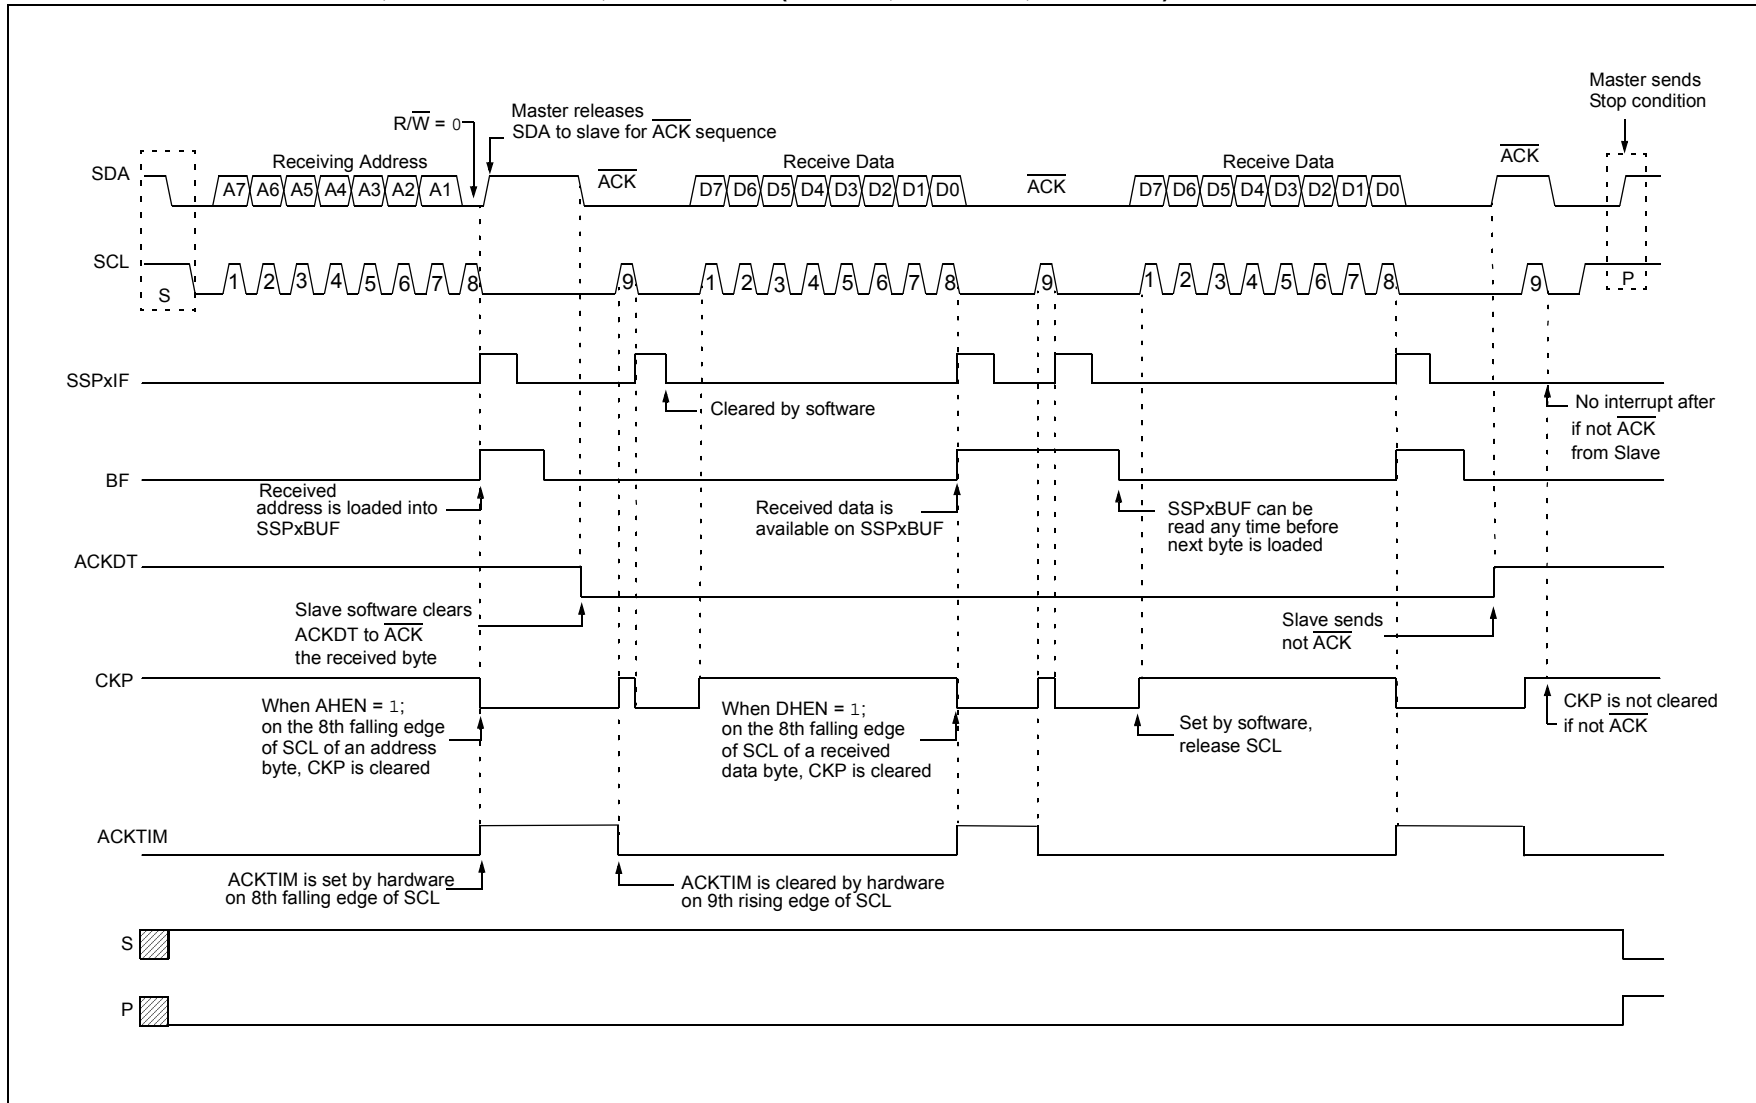 Master sends
Stop condition
Master releases
SDA to slave for ACK sequence
R/W = 0
SDA
Receiving Address
A7 A6 A5 A4 A3 A2 A1
ACK
Receive Data
D7 D6 D5 D4 D3 D2 D1 D0
ACK
Receive Data
D7 D6 D5 D4 D3 D2 D1 D0
ACK
SCL
S
1 2 3 4 5 6 7 8 9
1 2 3 4 5 6 7 8 9
1 2 3 4 5 6 7 8 9
P
SSPxIF
Cleared by software
No interrupt after
if not ACK
from Slave
BF
Received
address is loaded into
SSPxBUF
Received data is
available on SSPxBUF
SSPxBUF can be
read any time before
next byte is loaded
ACKDT
Slave software clears
ACKDT to ACK
the received byte
Slave sends
not ACK
CKP
When AHEN = 1;
on the 8th falling edge
of SCL of an address
byte, CKP is cleared
When DHEN = 1;
on the 8th falling edge
of SCL of a received
data byte, CKP is cleared
Set by software,
release SCL
CKP is not cleared
if not ACK
ACKTIM
ACKTIM is set by hardware
on 8th falling edge of SCL
ACKTIM is cleared by hardware
on 9th rising edge of SCL
S
P